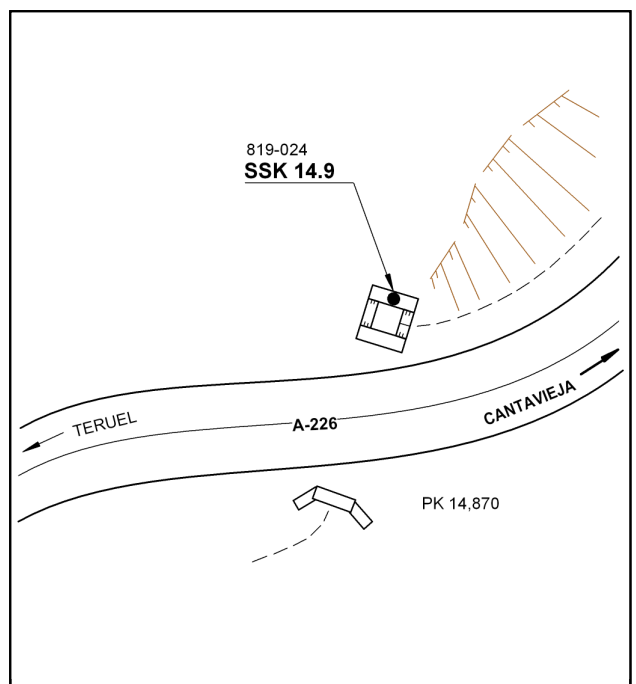 819-024
SSK 14.9
TERUEL
A-226
CANTAVIEJA
PK 14,870